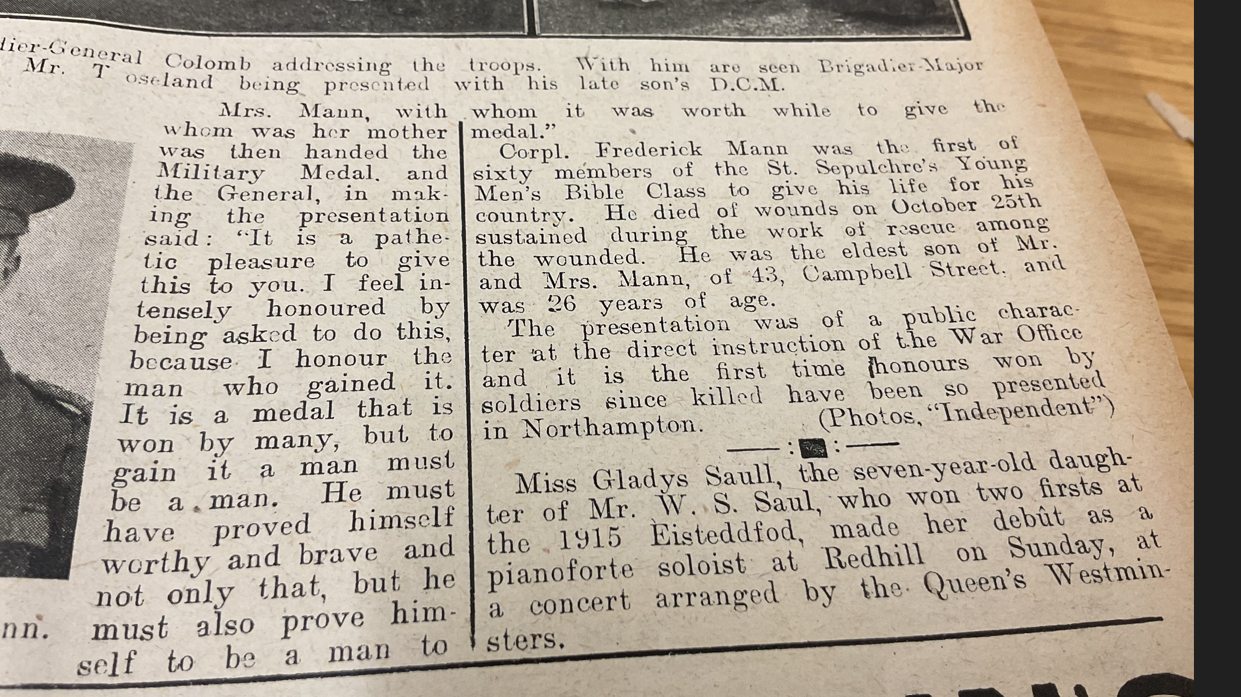 lier-General Colomb addressing the troops. With him are seen Brigadier-Major
Mr. T oseland being presented with his late son's D.C.M.
Mrs. Mann, with
whom was her mother
was then handed the
Military Medal. and
the General, in mak-
ing the presentation
said: "It is a pathe-
tic pleasure to give
this to you. I feel in-
tensely honoured by
being asked to do this,
because I honour the
man who gained it.
It is a medal that is
won by many, but to
gain it a man must
be a man. He must
have proved himself
worthy and brave and
not only that, but he
must also prove him-
self to be a man to
whom it was worth while to give the
medal."
Corpl. Frederick Mann was the first of
sixty members of the St. Sepulchre's Young
Men's Bible Class to give his life for his
country. He died of wounds on October 25th
sustained during the work of rescue among
the wounded. He was the eldest son of Mr.
and Mrs. Mann, of 43, Campbell Street, and
was 26 years of age.
The presentation was of a public charac-
ter at the direct instruction of the War Office
and it is the first time honours won by
soldiers since killed have been so presented
in Northampton. (Photos, "Independent")
Miss Gladys Saull, the seven-year-old daugh-
ter of Mr. W. S. Saul, who won two firsts at
the 1915 Eisteddfod, made her debût as a
pianoforte soloist at Redhill on Sunday, at
a concert arranged by the Queen's Westmin-
sters.
nn.